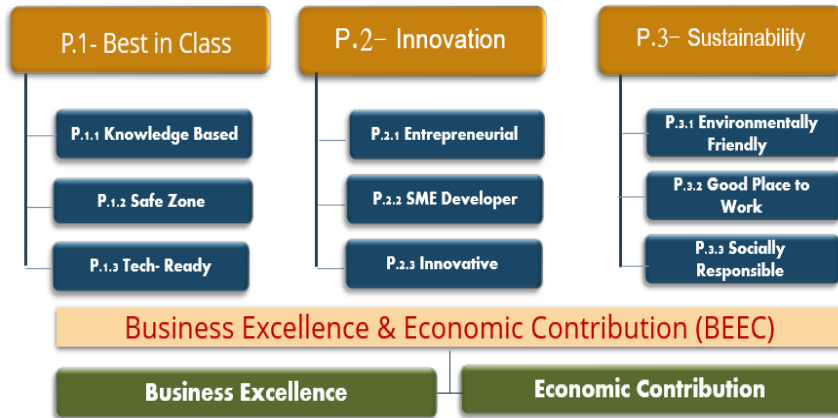 P.1- Best in Class
P.1.1 Knowledge Based
P.1.2 Safe Zone
P.1.3 Tech- Ready
P.2- Innovation
P.2.1 Entrepreneurial
P.2.2 SME Developer
P.2.3 Innovative
P.3- Sustainability
P.3.1 Environmentally
Friendly
P.3.2 Good Place to
Work
P.3.3 Socially
Responsible
Business Excellence & Economic Contribution (BEEC)
Business Excellence
Economic Contribution